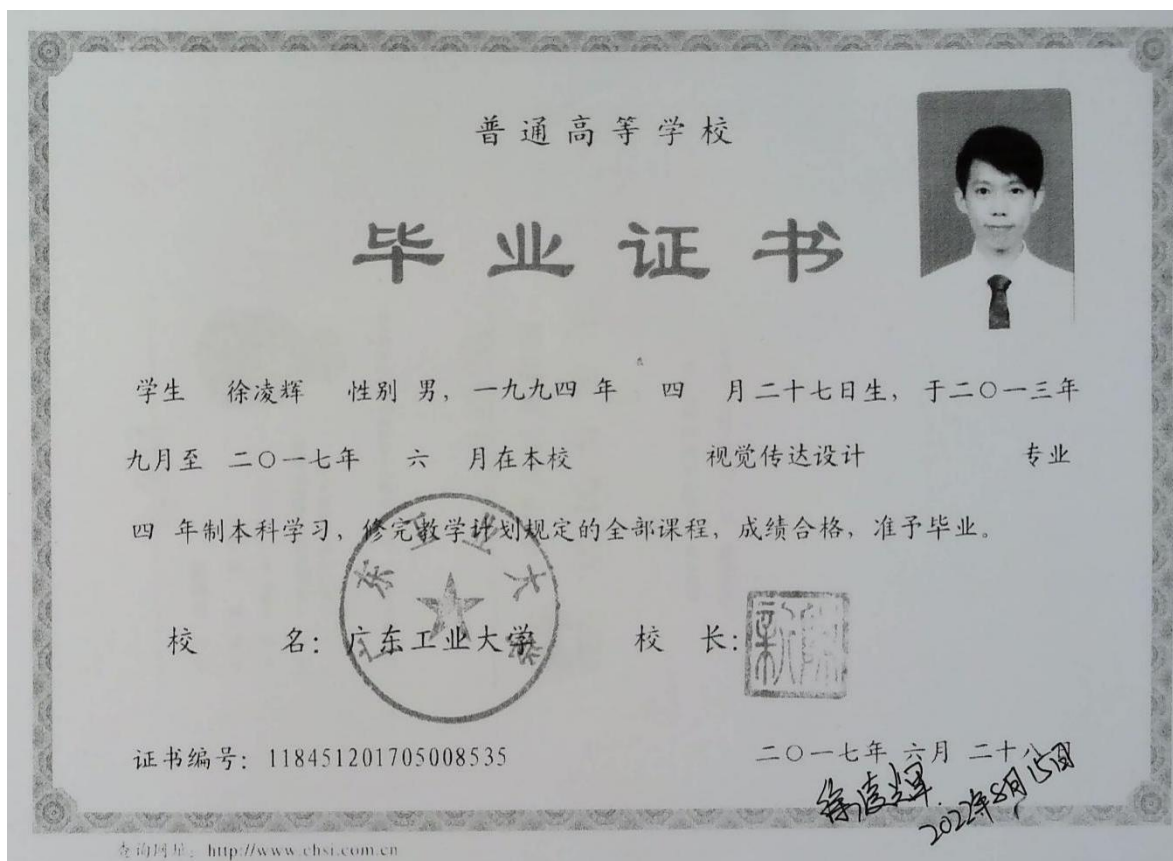 普通高等学校
毕业证书
学生 徐凌辉 性别 男，一九九四 年 四 月二十七日生，于二〇一三年
九月至 二〇一七年 六 月在本校 视觉传达设计 专业
四 年制本科学习，修完教学计划规定的全部课程，成绩合格，准予毕业。
广东工业大学
校 名：广东工业大学 校 长：
证书编号：118451201705008535 二〇一七年 六月 二十八
徐凌辉
2022年8月15日
查询网址：http://www.chsi.com.cn